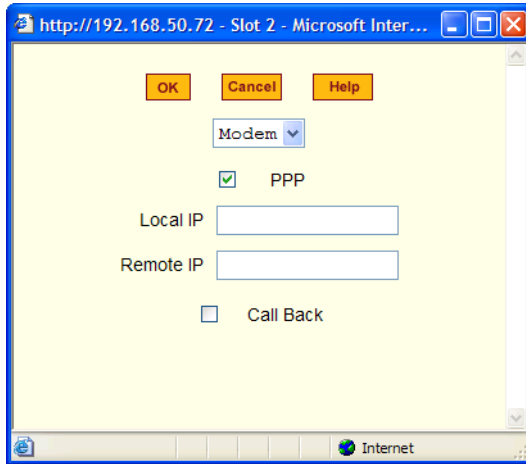 http://192.168.50.72 - Slot 2 - Microsoft Inter...
OK Cancel Help
Modem
PPP
Local IP
Remote IP
Call Back
Internet